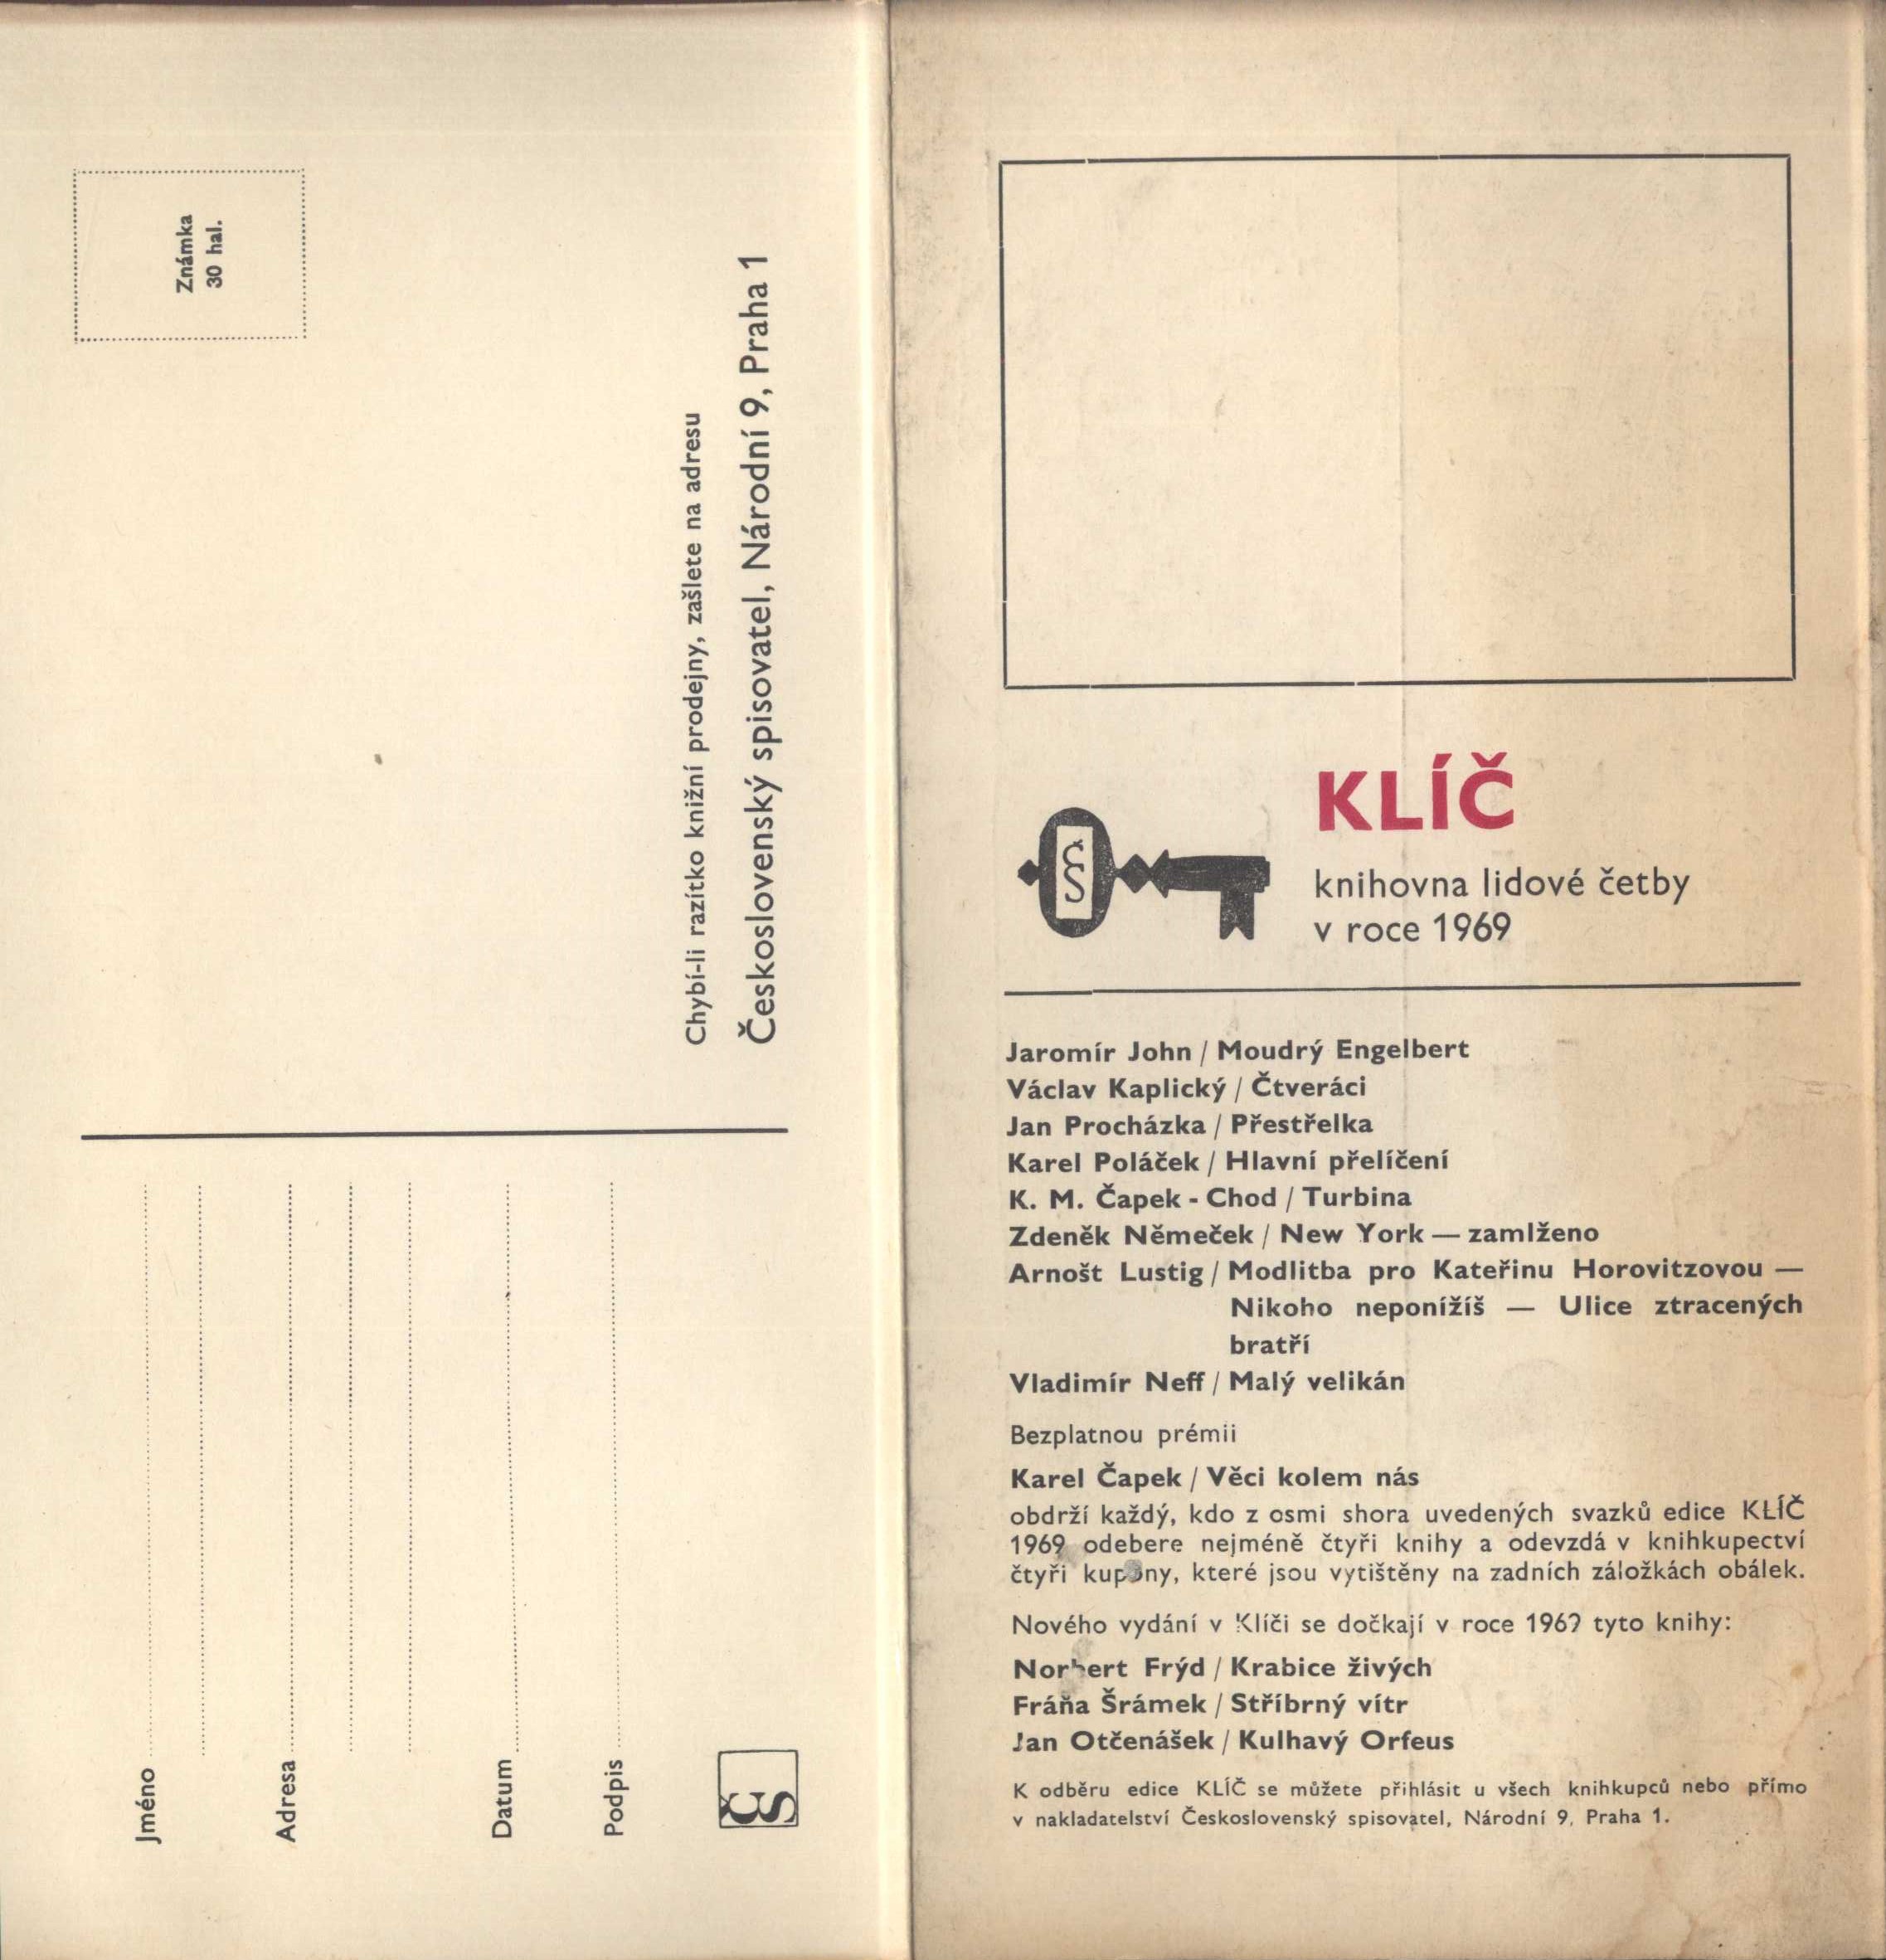 Známka
30 hal.
Chybí-li razítko knižní prodejny, zašlete na adresu
Československý spisovatel, Národní 9, Praha 1
Jméno
Adresa
Datum
Podpis
ČS
ČS
KLÍČ
knihovna lidové četby
v roce 1969
Jaromír John / Moudrý Engelbert
Václav Kaplický / Čtveráci
Jan Procházka / Přestřelka
Karel Poláček / Hlavní přelíčení
K. M. Čapek - Chod / Turbina
Zdeněk Němeček / New York — zamlženo
Arnošt Lustig / Modlitba pro Kateřinu Horovitzovou —
Nikoho neponížíš — Ulice ztracených
bratří
Vladimír Neff / Malý velikán
Bezplatnou prémii
Karel Čapek / Věci kolem nás
obdrží každý, kdo z osmi shora uvedených svazků edice KLÍČ
1969 odebere nejméně čtyři knihy a odevzdá v knihkupectví
čtyři kupony, které jsou vytištěny na zadních záložkách obálek.
Nového vydání v Klíči se dočkají v roce 1969 tyto knihy:
Norbert Frýd / Krabice živých
Fráňa Šrámek / Stříbrný vítr
Jan Otčenášek / Kulhavý Orfeus
K odběru edice KLÍČ se můžete přihlásit u všech knihkupců nebo přímo
v nakladatelství Československý spisovatel, Národní 9, Praha 1.